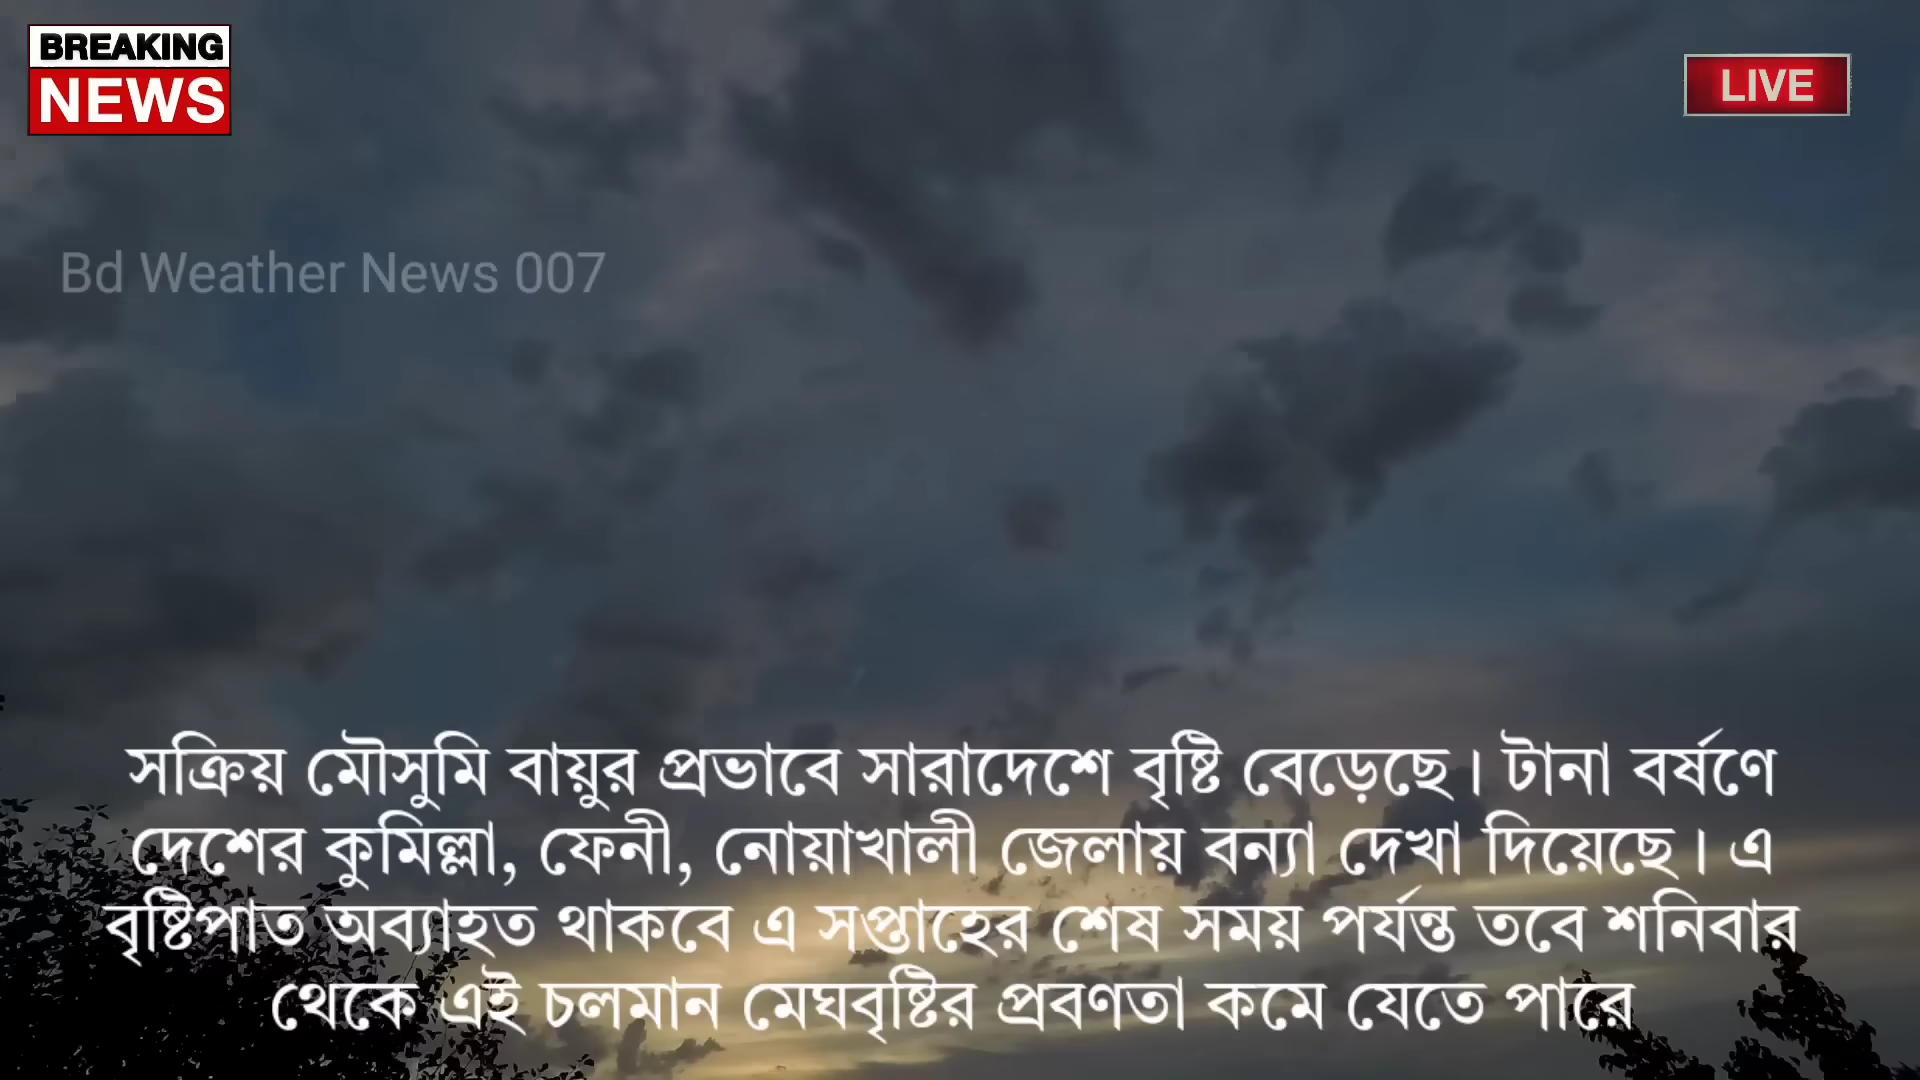 BREAKING
NEWS
LIVE
Bd Weather News 007
সক্রিয় মৌসুমি বায়ুর প্রভাবে সারাদেশে বৃষ্টি বেড়েছে। টানা বর্ষণে
দেশের কুমিল্লা, ফেনী, নোয়াখালী জেলায় বন্যা দেখা দিয়েছে। এ
বৃষ্টিপাত অব্যাহত থাকবে এ সপ্তাহের শেষ সময় পর্যন্ত তবে শনিবার
থেকে এই চলমান মেঘবৃষ্টির প্রবণতা কমে যেতে পারে